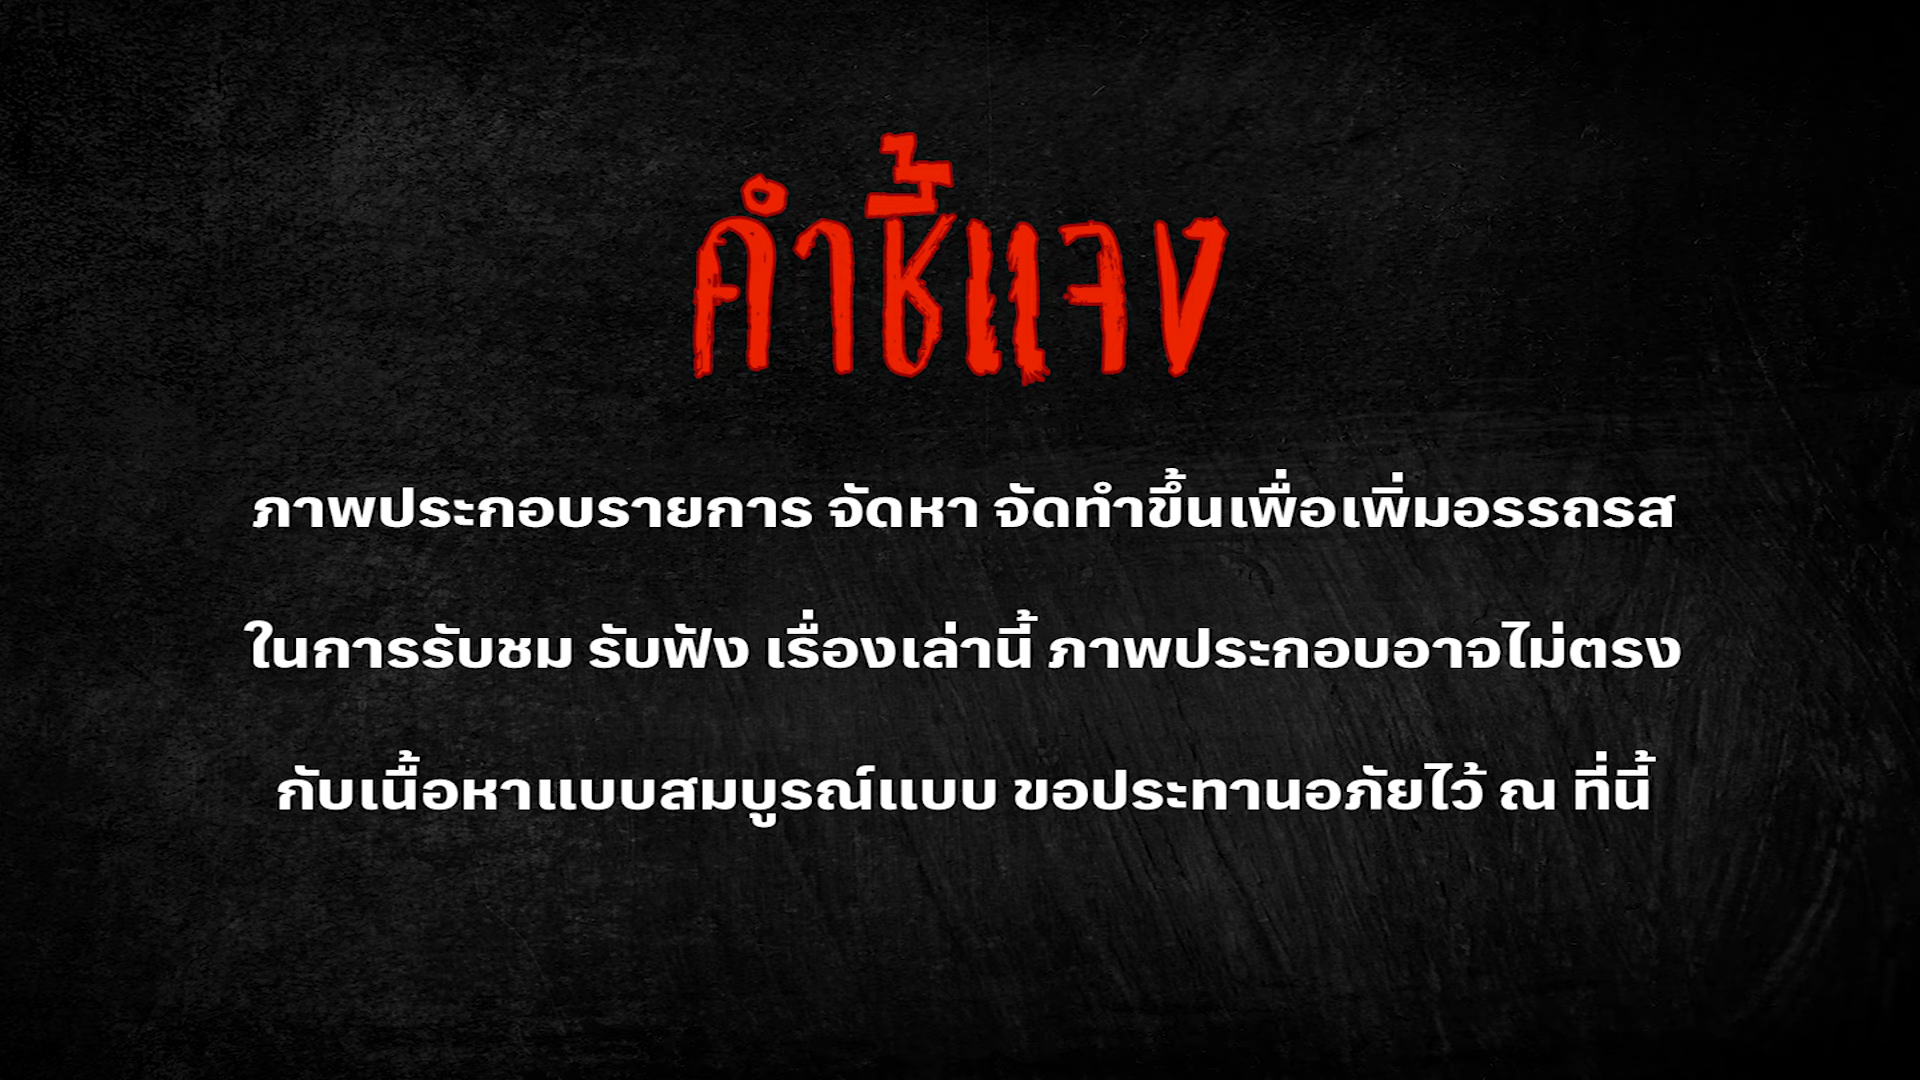 คำชี้แจง
ภาพประกอบรายการ จัดหา จัดทำขึ้นเพื่อเพิ่มอรรถรส
ในการรับชม รับฟัง เรื่องเล่านี้ ภาพประกอบอาจไม่ตรง
กับเนื้อหาแบบสมบูรณ์แบบ ขอประทานอภัยไว้ ณ ที่นี้